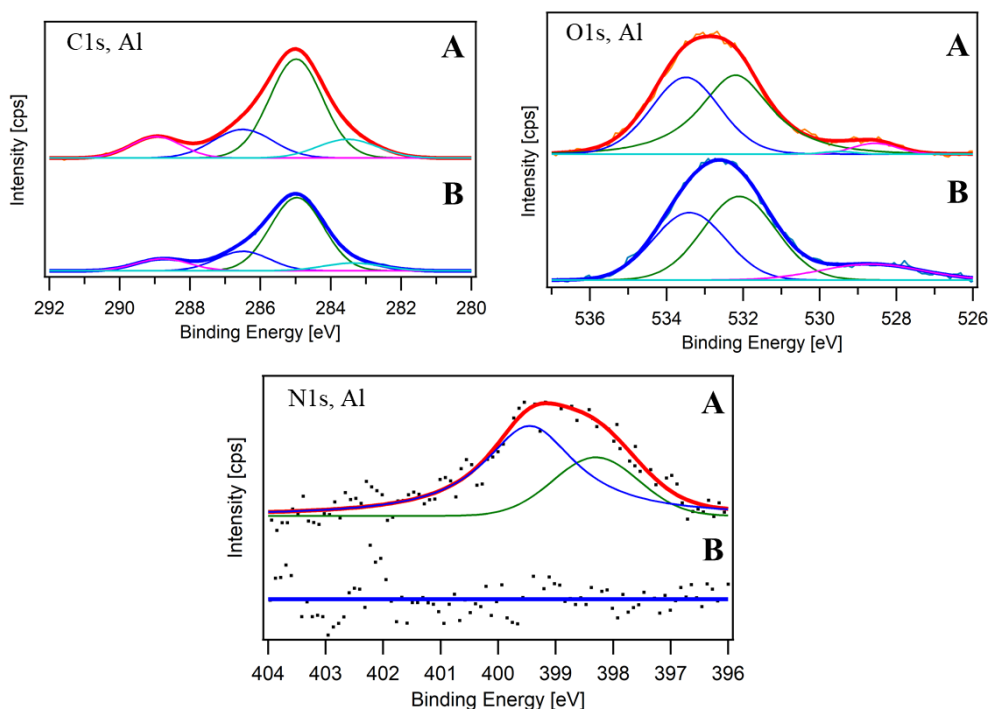 C1s, Al
A
B
Intensity [cps]
292 290 288 286 284 282 280
Binding Energy [eV]
O1s, Al
A
B
Intensity [cps]
536 534 532 530 528 526
Binding Energy [eV]
N1s, Al
A
B
Intensity [cps]
404 403 402 401 400 399 398 397 396
Binding Energy [eV]